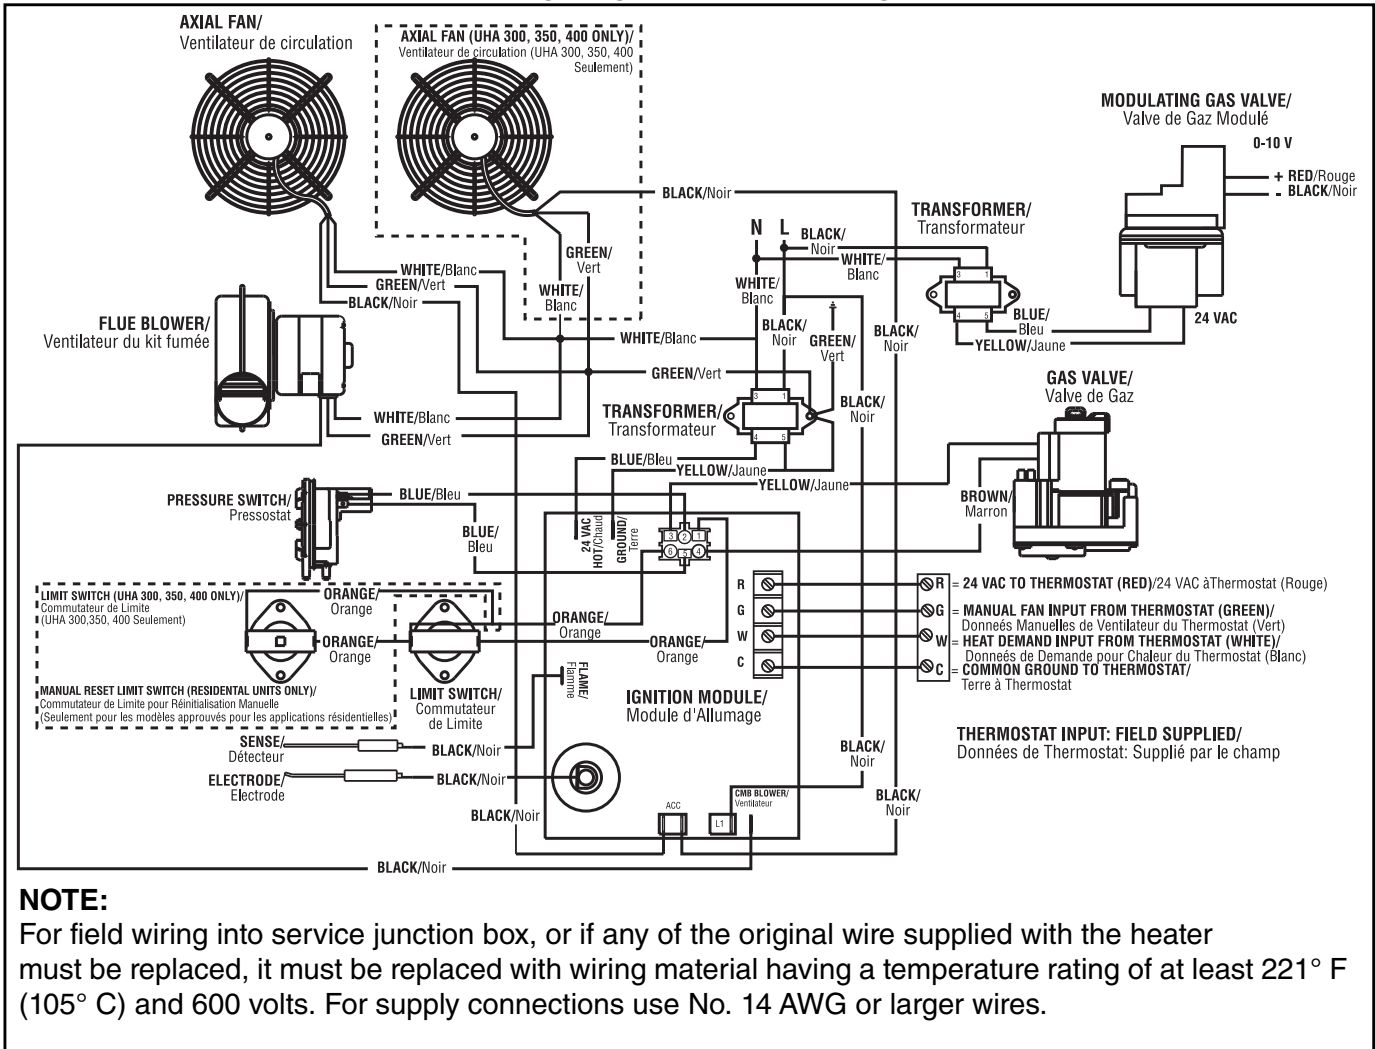 AXIAL FAN/
Ventilateur de circulation
AXIAL FAN (UHA 300, 350, 400 ONLY)/
Ventilateur de circulation (UHA 300, 350, 400
Seulement)
MODULATING GAS VALVE/
Valve de Gaz Modulé
0-10 V
+ RED/Rouge
- BLACK/Noir
BLACK/Noir
TRANSFORMER/
Transformateur
N L
BLACK/
Noir
WHITE/
Blanc
3 1
4 5
GREEN/
Vert
WHITE/Blanc
GREEN/Vert
BLACK/Noir
WHITE/
Blanc
WHITE/
Blanc
BLUE/
Bleu
24 VAC
YELLOW/Jaune
FLUE BLOWER/
Ventilateur du kit fumée
WHITE/Blanc
BLACK/
Noir
GREEN/
Vert
BLACK/
Noir
GREEN/Vert
GAS VALVE/
Valve de Gaz
TRANSFORMER/
Transformateur
3 1
4 5
BLACK/
Noir
WHITE/Blanc
GREEN/Vert
BLUE/Bleu
YELLOW/Jaune
YELLOW/Jaune
PRESSURE SWITCH/
Pressostat
BLUE/Bleu
BLUE/
Bleu
BROWN/
Marron
24 VAC
HOT/Chaud
GROUND/
Terre
3 2 1
6 5 4
LIMIT SWITCH (UHA 300, 350, 400 ONLY)/
Commutateur de Limite
(UHA 300,350, 400 Seulement)
ORANGE/
Orange
ORANGE/
Orange
ORANGE/
Orange
ORANGE/
Orange
R
G
W
C
R = 24 VAC TO THERMOSTAT (RED)/24 VAC àThermostat (Rouge)
G = MANUAL FAN INPUT FROM THERMOSTAT (GREEN)/
Donneés Manuelles de Ventilateur du Thermostat (Vert)
W = HEAT DEMAND INPUT FROM THERMOSTAT (WHITE)/
Donneés de Demande pour Chaleur du Thermostat (Blanc)
C = COMMON GROUND TO THERMOSTAT/
Terre à Thermostat
MANUAL RESET LIMIT SWITCH (RESIDENTAL UNITS ONLY)/
Commutateur de Limite pour Réinitialisation Manuelle
(Seulement pour les modèles approuvés pour les applications résidentielles)
LIMIT SWITCH/
Commutateur
de Limite
FLAME/
Flamme
IGNITION MODULE/
Module d'Allumage
THERMOSTAT INPUT: FIELD SUPPLIED/
Données de Thermostat: Supplié par le champ
SENSE/
Détecteur
BLACK/Noir
ELECTRODE/
Electrode
BLACK/Noir
BLACK/
Noir
BLACK/Noir
ACC
L1
CMB BLOWER/
Ventilateur
BLACK/
Noir
BLACK/Noir
NOTE:
For field wiring into service junction box, or if any of the original wire supplied with the heater
must be replaced, it must be replaced with wiring material having a temperature rating of at least 221° F
(105° C) and 600 volts. For supply connections use No. 14 AWG or larger wires.